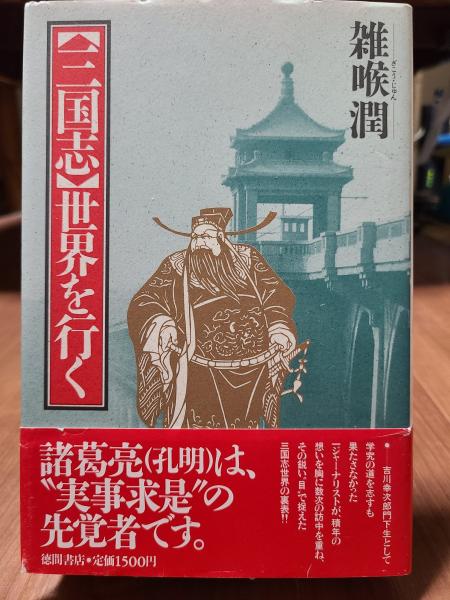 雑喉潤
ざこう・じゅん
【三国志】世界を行く
諸葛亮(孔明)は、
“実事求是”の
先覚者です。
徳間書店•定価1500円
●――吉川幸次郎門下生として
学究の道を志すも
果たさなかった
一ジャーナリストが、積年の
想いを胸に数次の訪中を重ね、
その鋭い“目”で捉えた
三国志世界の裏表!!